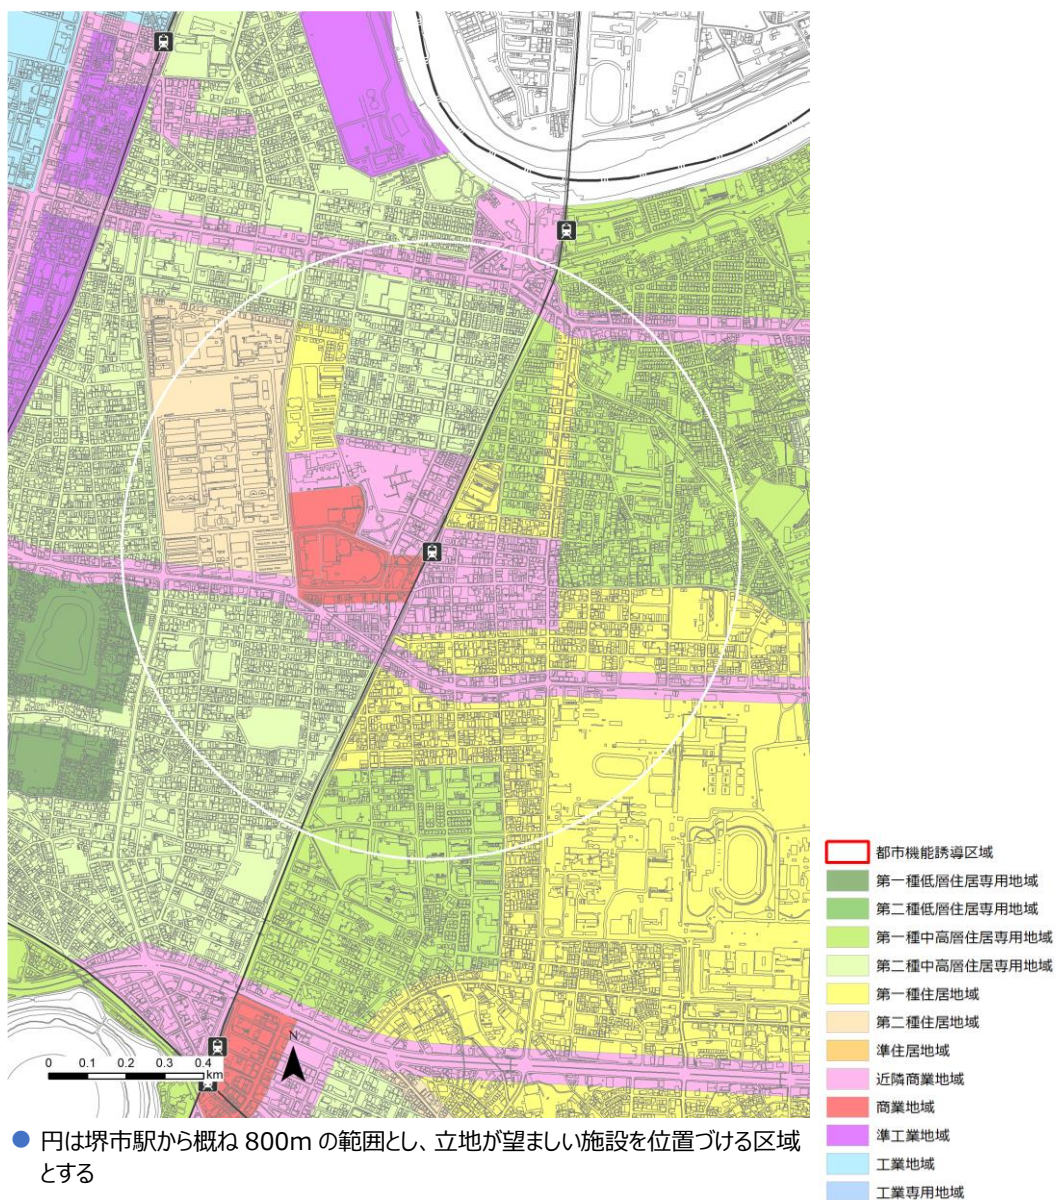 N
0 0.1 0.2 0.3 0.4
km
都市機能誘導区域
第一種低層住居専用地域
第二種低層住居専用地域
第一種中高層住居専用地域
第二種中高層住居専用地域
第一種住居地域
第二種住居地域
準住居地域
近隣商業地域
商業地域
準工業地域
工業地域
工業専用地域
● 円は堺市駅から概ね 800m の範囲とし、立地が望ましい施設を位置づける区域
とする